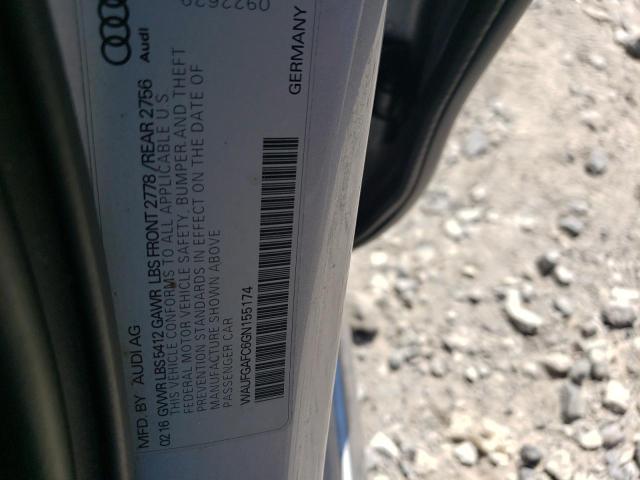 MFD. BY AUDI AG
02 16 GVWR LBS 5412 GAWR LBS FRONT 2778 / REAR 2756
THIS VEHICLE CONFORMS TO ALL APPLICABLE U S
FEDERAL MOTOR VEHICLE SAFETY, BUMPER AND THEFT
PREVENTION STANDARDS IN EFFECT ON THE DATE OF
MANUFACTURE SHOWN ABOVE
PASSENGER CAR
WAUFGAFC6GN155174
Audi
GERMANY